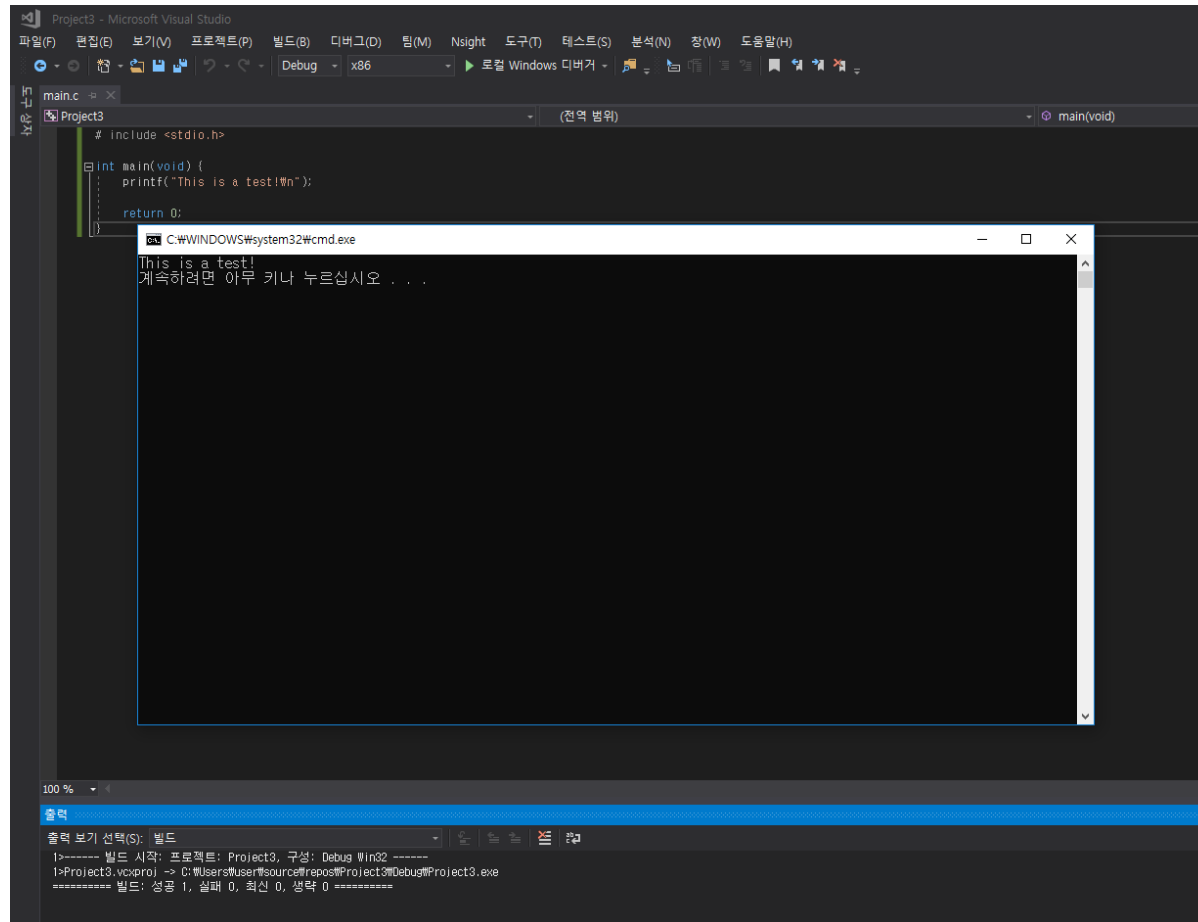 Project3 - Microsoft Visual Studio
파일(F) 편집(E) 보기(V) 프로젝트(P) 빌드(B) 디버그(D) 팀(M) Nsight 도구(T) 테스트(S) 분석(N) 창(W) 도움말(H)
Debug x86 로컬 Windows 디버거
도구 상자
main.c
Project3 (전역 범위) main(void)
# include <stdio.h>
int main(void) {
printf("This is a test!₩n");
return 0;
}
C:₩WINDOWS₩system32₩cmd.exe
This is a test!
계속하려면 아무 키나 누르십시오 . . .
100 %
출력
출력 보기 선택(S): 빌드
1>------ 빌드 시작: 프로젝트: Project3, 구성: Debug Win32 ------
1>Project3.vcxproj -> C:₩Users₩user₩source₩repos₩Project3₩Debug₩Project3.exe
========== 빌드: 성공 1, 실패 0, 최신 0, 생략 0 ==========